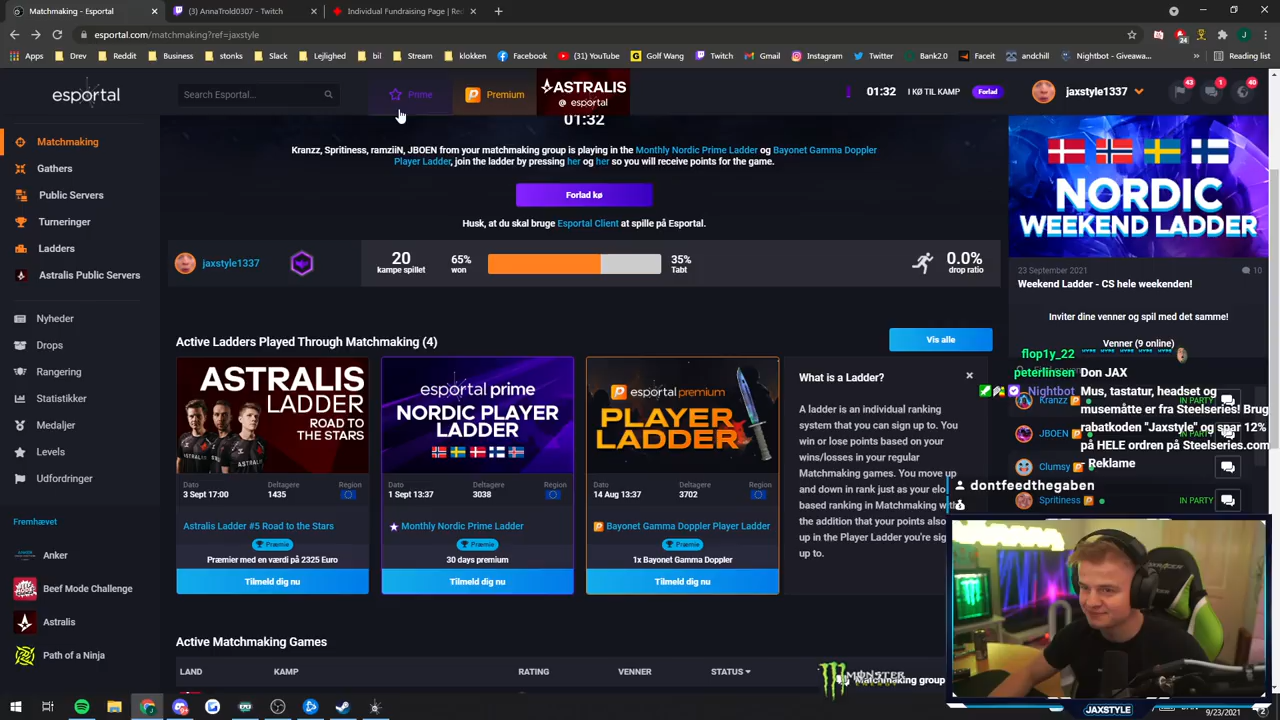 Matchmaking - Esportal
(3) AnnaTrold0307 - Twitch
Individual Fundraising Page | Re
esportal.com/matchmaking?ref=jaxstyle
24
Apps Dev Reddit Business stonks Slack Lejlighed bil Stream klokken Facebook (31) YouTube Golf Wang Twitch Gmail Instagram Twitter Bank2.0 Faceit andchill Nightbot - Giveawa... Reading list
esportal
Search Esportal...
Prime
Premium
ASTRALIS
@ esportal
01:32 I KØ TIL KAMP Forlad
jaxstyle1337
43 1 40
Matchmaking
Gathers
Public Servers
Turneringer
Ladders
Astralis Public Servers
Nyheder
Drops
Rangering
Statistikker
Medaljer
Levels
Udfordringer
Fremhævet
Anker
Beef Mode Challenge
Astralis
Path of a Ninja
01:32
Kranzz, Spritiness, ramziiN, JBOEN from your matchmaking group is playing in the Monthly Nordic Prime Ladder og Bayonet Gamma Doppler
Player Ladder, join the ladder by pressing her og her so you will receive points for the game.
Forlad kø
Husk, at du skal bruge Esportal Client at spille på Esportal.
jaxstyle1337
20
kampe spillet
65%
won
35%
Tabt
0.0%
drop ratio
Active Ladders Played Through Matchmaking (4)
Vis alle
ASTRALIS
LADDER
ROAD TO
THE STARS
Dato Deltagere Region
3 Sept 17:00 1435
Astralis Ladder #5 Road to the Stars
Præmie
Præmier med en værdi på 2325 Euro
Tilmeld dig nu
esportal prime
NORDIC PLAYER
LADDER
Dato Deltagere Region
1 Sept 13:37 3038
Monthly Nordic Prime Ladder
Præmie
30 days premium
Tilmeld dig nu
esportal premium
PLAYER
LADDER
Dato Deltagere Region
14 Aug 13:37 3702
Bayonet Gamma Doppler Player Ladder
Præmie
1x Bayonet Gamma Doppler
Tilmeld dig nu
What is a Ladder?
A ladder is an individual ranking
system that you can sign up to. You
win or lose points based on your
wins/losses in your regular
Matchmaking games. You move up
and down in rank just as your elo
based ranking in Matchmaking
the addition that your points also
up in the Player Ladder you're sig
up to.
Active Matchmaking Games
LAND KAMP RATING VENNER STATUS
NORDIC
WEEKEND LADDER
23 September 2021
10
Weekend Ladder - CS hele weekenden!
Inviter dine venner og spil med det samme!
Venner (9 online)
flop1y_22
peterlinsen Don JAX
Nightbot Mus, tastatur, headset og
musemåtte er fra Steelseries! Brug
rabatkoden "Jaxstyle" og spar 12%
på HELE ordren på Steelseries.com
- Reklame
Kranzz IN PARTY
JBOEN IN PARTY
Clumsy
Spritiness IN PARTY
dontfeedthegaben
Matchmaking group
MONSTER
JAXSTYLE
9/23/2021
2